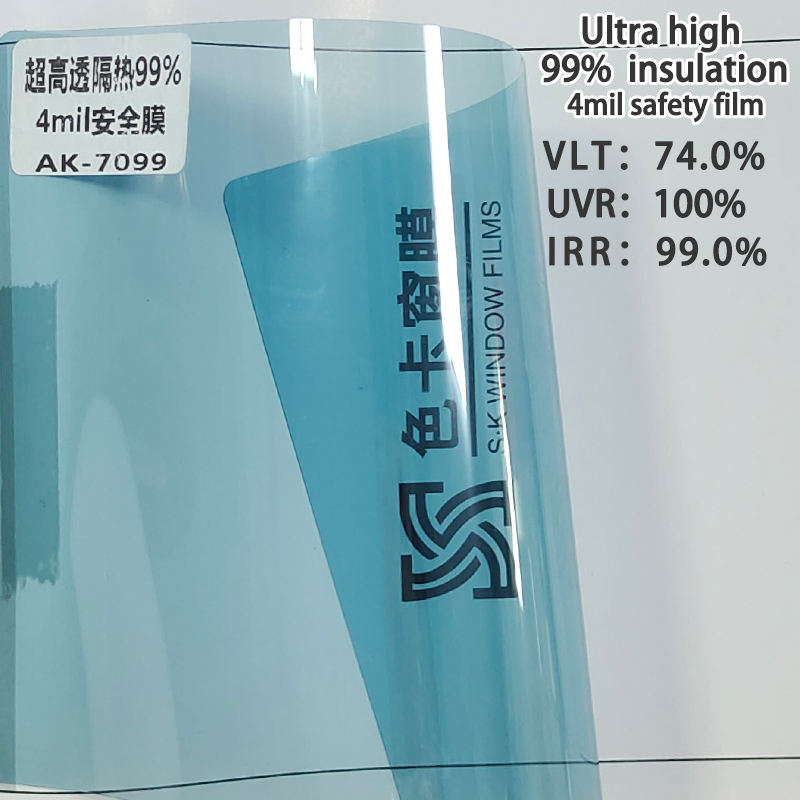 超高透隔热99%
4mil安全膜
AK-7099
Ultra high
99% insulation
4mil safety film
VLT: 74.0%
UVR: 100%
IRR: 99.0%
色卡窗膜
S·K WINDOW FILMS